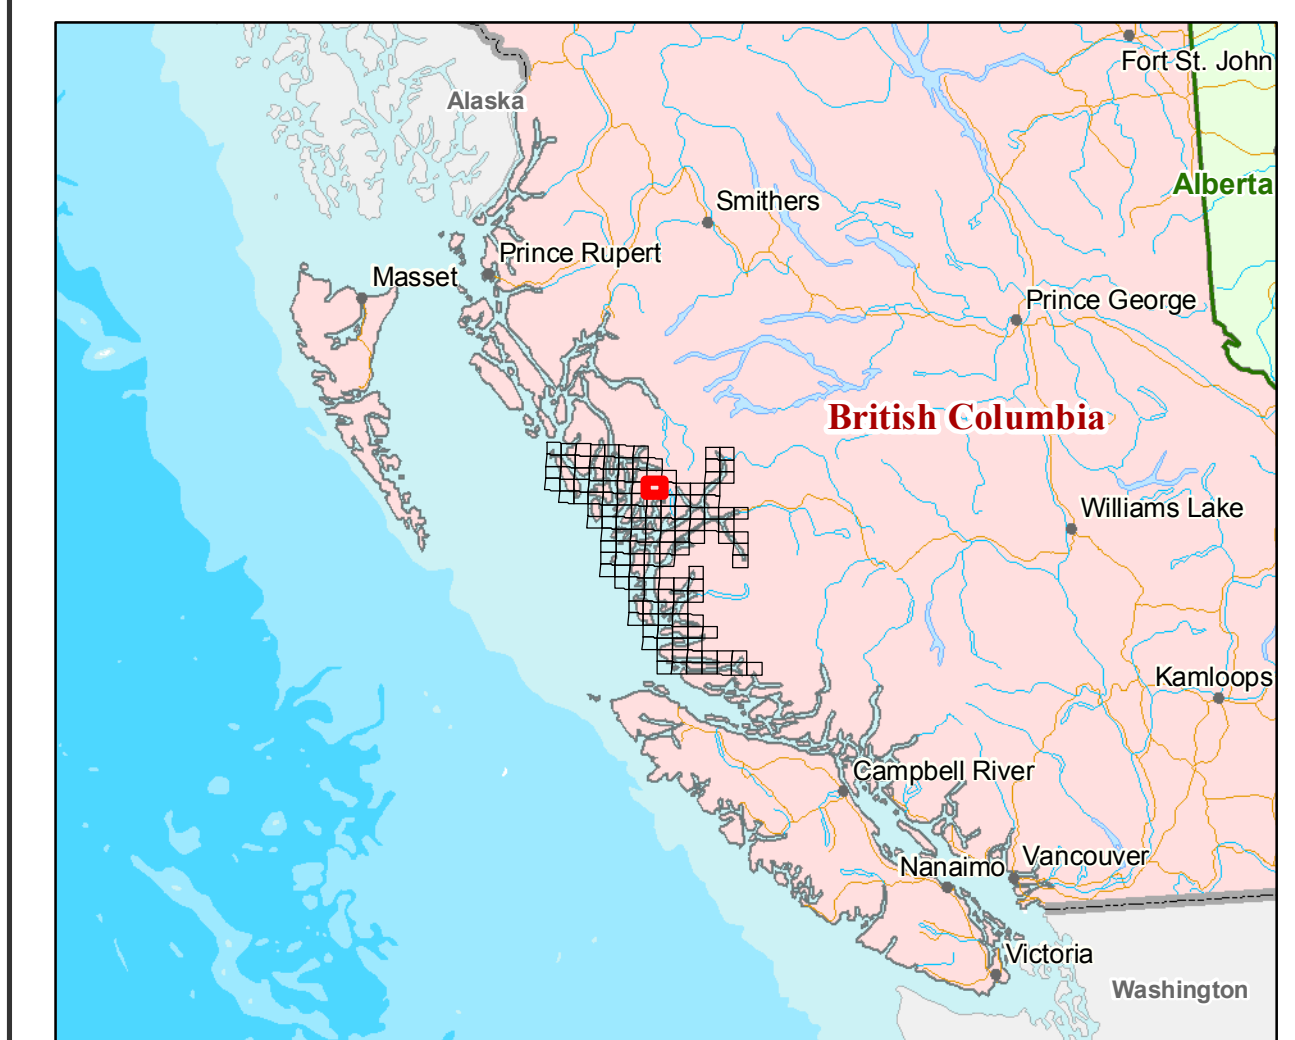 Fort St. John
Alaska
Alberta
Smithers
Prince Rupert
Masset
Prince George
British Columbia
Williams Lake
Kamloops
Campbell River
Vancouver
Nanaimo
Victoria
Washington